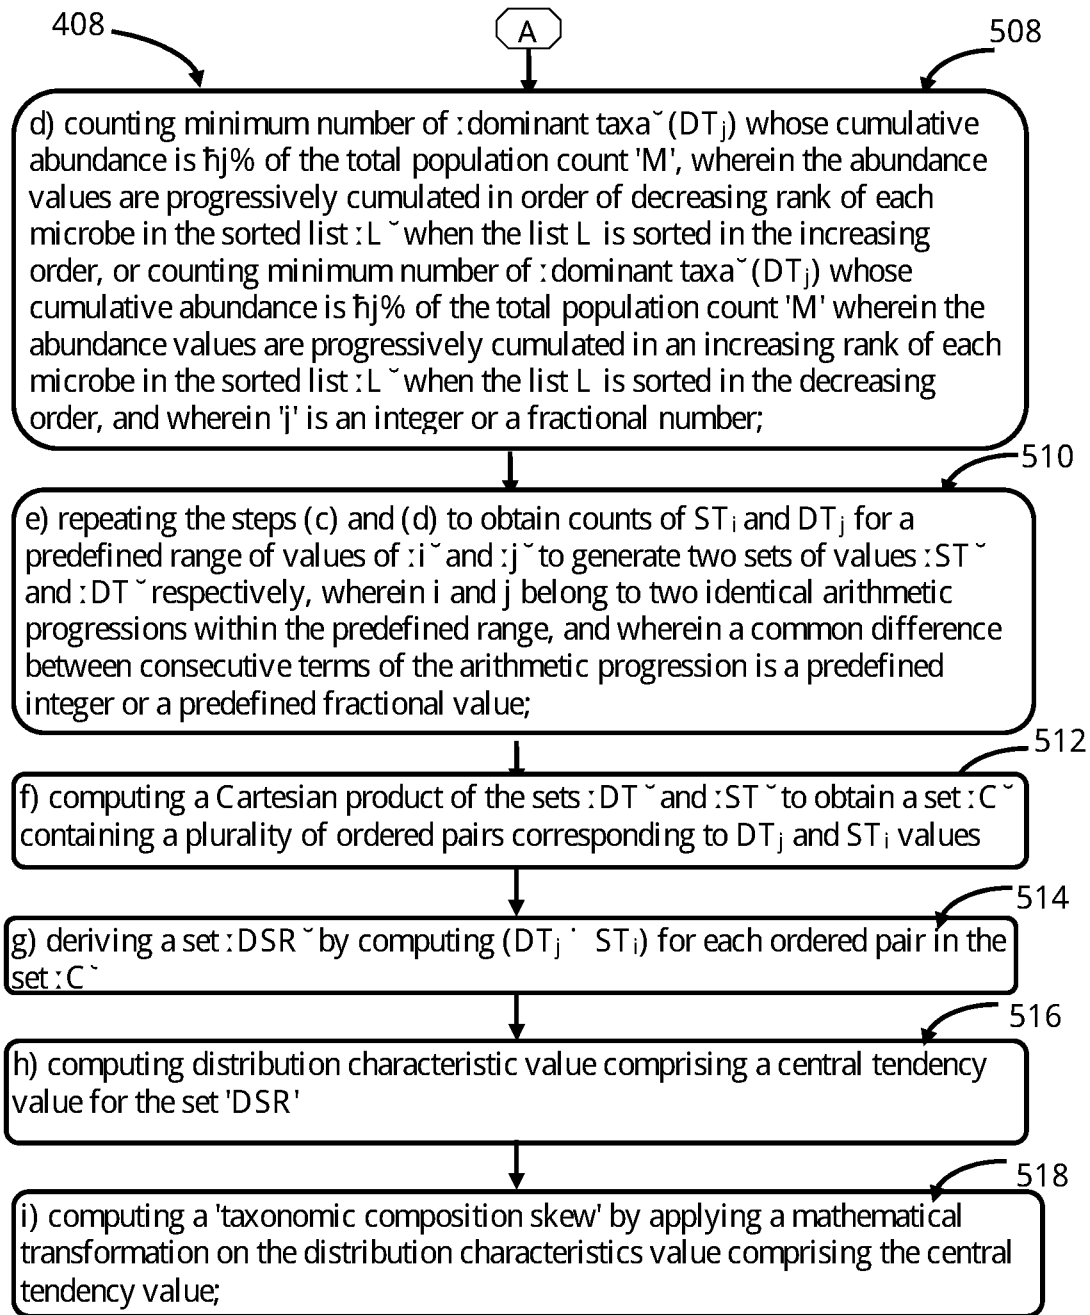 408
A
508
d) counting minimum number of :dominant taxa˘ (DTj) whose cumulative
abundance is ħj% of the total population count 'M', wherein the abundance
values are progressively cumulated in order of decreasing rank of each
microbe in the sorted list :L ˘ when the list L is sorted in the increasing
order, or counting minimum number of :dominant taxa˘ (DTj) whose
cumulative abundance is ħj% of the total population count 'M' wherein the
abundance values are progressively cumulated in an increasing rank of each
microbe in the sorted list :L ˘ when the list L is sorted in the decreasing
order, and wherein 'j' is an integer or a fractional number;
510
e) repeating the steps (c) and (d) to obtain counts of STi and DTj for a
predefined range of values of :i˘ and :j˘ to generate two sets of values :ST˘
and :DT˘ respectively, wherein i and j belong to two identical arithmetic
progressions within the predefined range, and wherein a common difference
between consecutive terms of the arithmetic progression is a predefined
integer or a predefined fractional value;
512
f) computing a Cartesian product of the sets :DT˘ and :ST˘ to obtain a set :C˘
containing a plurality of ordered pairs corresponding to DTj and STi values
514
g) deriving a set :DSR˘ by computing (DTj ˙ STi) for each ordered pair in the
set :C˘
516
h) computing distribution characteristic value comprising a central tendency
value for the set 'DSR'
518
i) computing a 'taxonomic composition skew' by applying a mathematical
transformation on the distribution characteristics value comprising the central
tendency value;